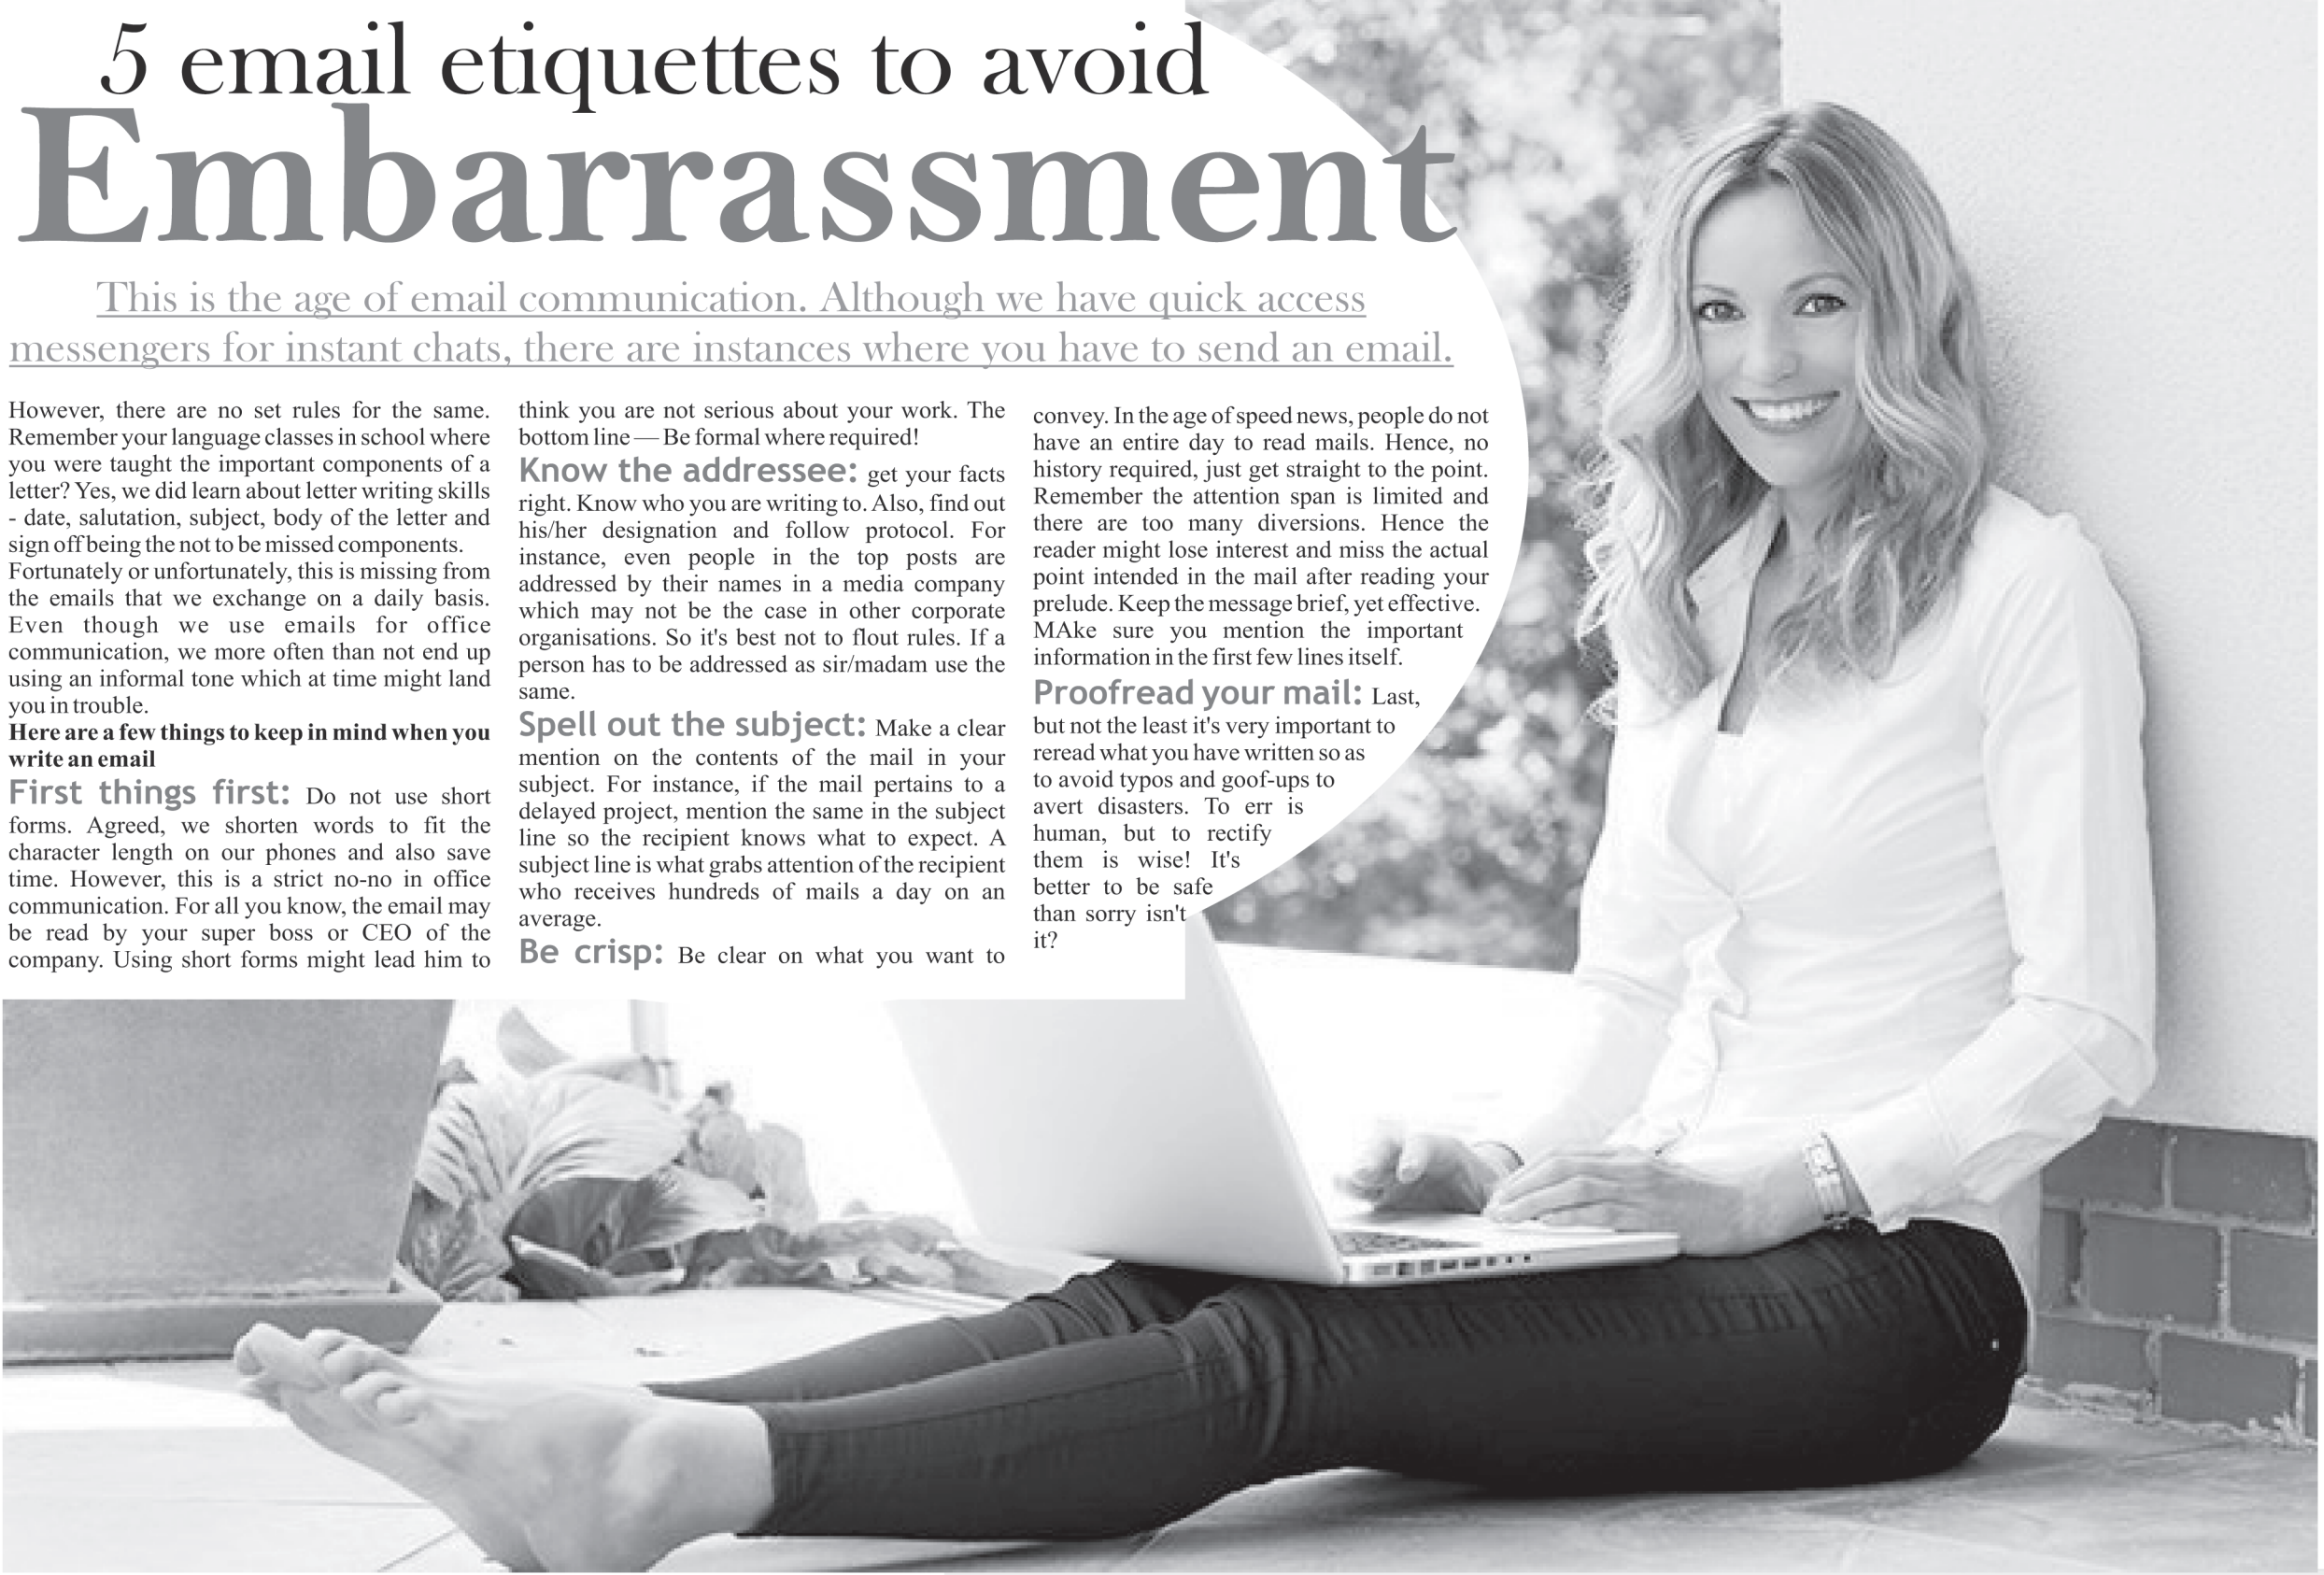 5 email etiquettes to avoid
Embarrassment
This is the age of email communication. Although we have quick access
messengers for instant chats, there are instances where you have to send an email.
However, there are no set rules for the same.
Remember your language classes in school where
you were taught the important components of a
letter? Yes, we did learn about letter writing skills
- date, salutation, subject, body of the letter and
sign off being the not to be missed components.
Fortunately or unfortunately, this is missing from
the emails that we exchange on a daily basis.
Even though we use emails for office
communication, we more often than not end up
using an informal tone which at time might land
you in trouble.
Here are a few things to keep in mind when you
write an email
First things first: Do not use short
forms. Agreed, we shorten words to fit the
character length on our phones and also save
time. However, this is a strict no-no in office
communication. For all you know, the email may
be read by your super boss or CEO of the
company. Using short forms might lead him to
think you are not serious about your work. The
bottom line — Be formal where required!
Know the addressee: get your facts
right. Know who you are writing to. Also, find out
his/her designation and follow protocol. For
instance, even people in the top posts are
addressed by their names in a media company
which may not be the case in other corporate
organisations. So it's best not to flout rules. If a
person has to be addressed as sir/madam use the
same.
Spell out the subject: Make a clear
mention on the contents of the mail in your
subject. For instance, if the mail pertains to a
delayed project, mention the same in the subject
line so the recipient knows what to expect. A
subject line is what grabs attention of the recipient
who receives hundreds of mails a day on an
average.
Be crisp: Be clear on what you want to
convey. In the age of speed news, people do not
have an entire day to read mails. Hence, no
history required, just get straight to the point.
Remember the attention span is limited and
there are too many diversions. Hence the
reader might lose interest and miss the actual
point intended in the mail after reading your
prelude. Keep the message brief, yet effective.
MAke sure you mention the important
information in the first few lines itself.
Proofread your mail: Last,
but not the least it's very important to
reread what you have written so as
to avoid typos and goof-ups to
avert disasters. To err is
human, but to rectify
them is wise! It's
better to be safe
than sorry isn't
it?